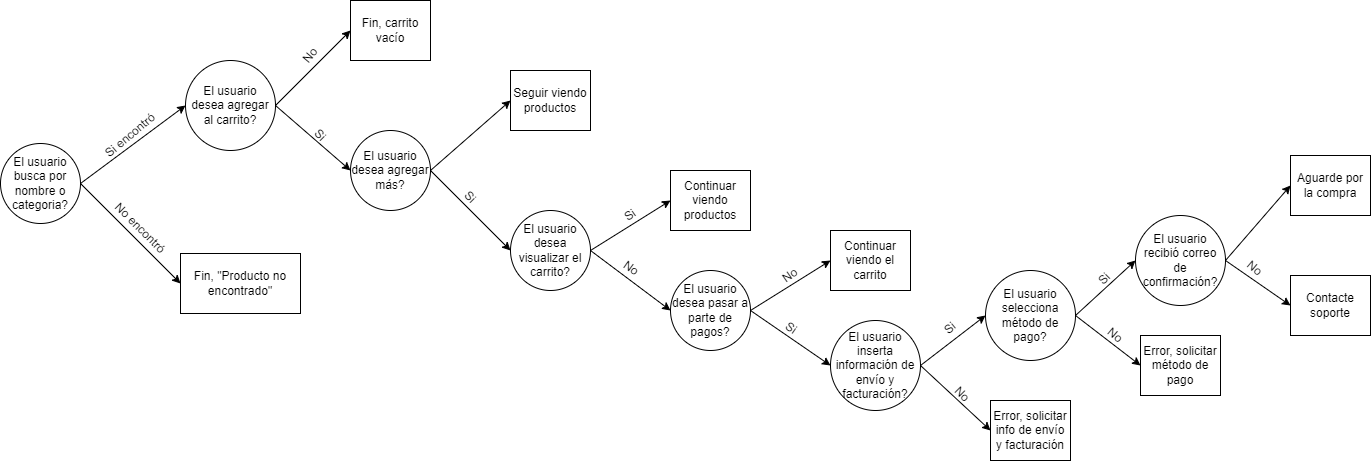 El usuario
busca por
nombre o
categoria?
Si encontró
No encontró
Fin, "Producto no
encontrado"
El usuario
desea agregar
al carrito?
No
Fin, carrito
vacío
Si
El usuario
desea agregar
más?
Seguir viendo
productos
Si
El usuario
desea
visualizar el
carrito?
Si
Continuar
viendo
productos
No
El usuario
desea pasar a
parte de
pagos?
No
Continuar
viendo el
carrito
Si
El usuario
inserta
información de
envío y
facturación?
No
Error, solicitar
info de envío
y facturación
Si
El usuario
selecciona
método de
pago?
No
Error, solicitar
método de
pago
Si
El usuario
recibió correo
de
confirmación?
Aguarde por
la compra
No
Contacte
soporte